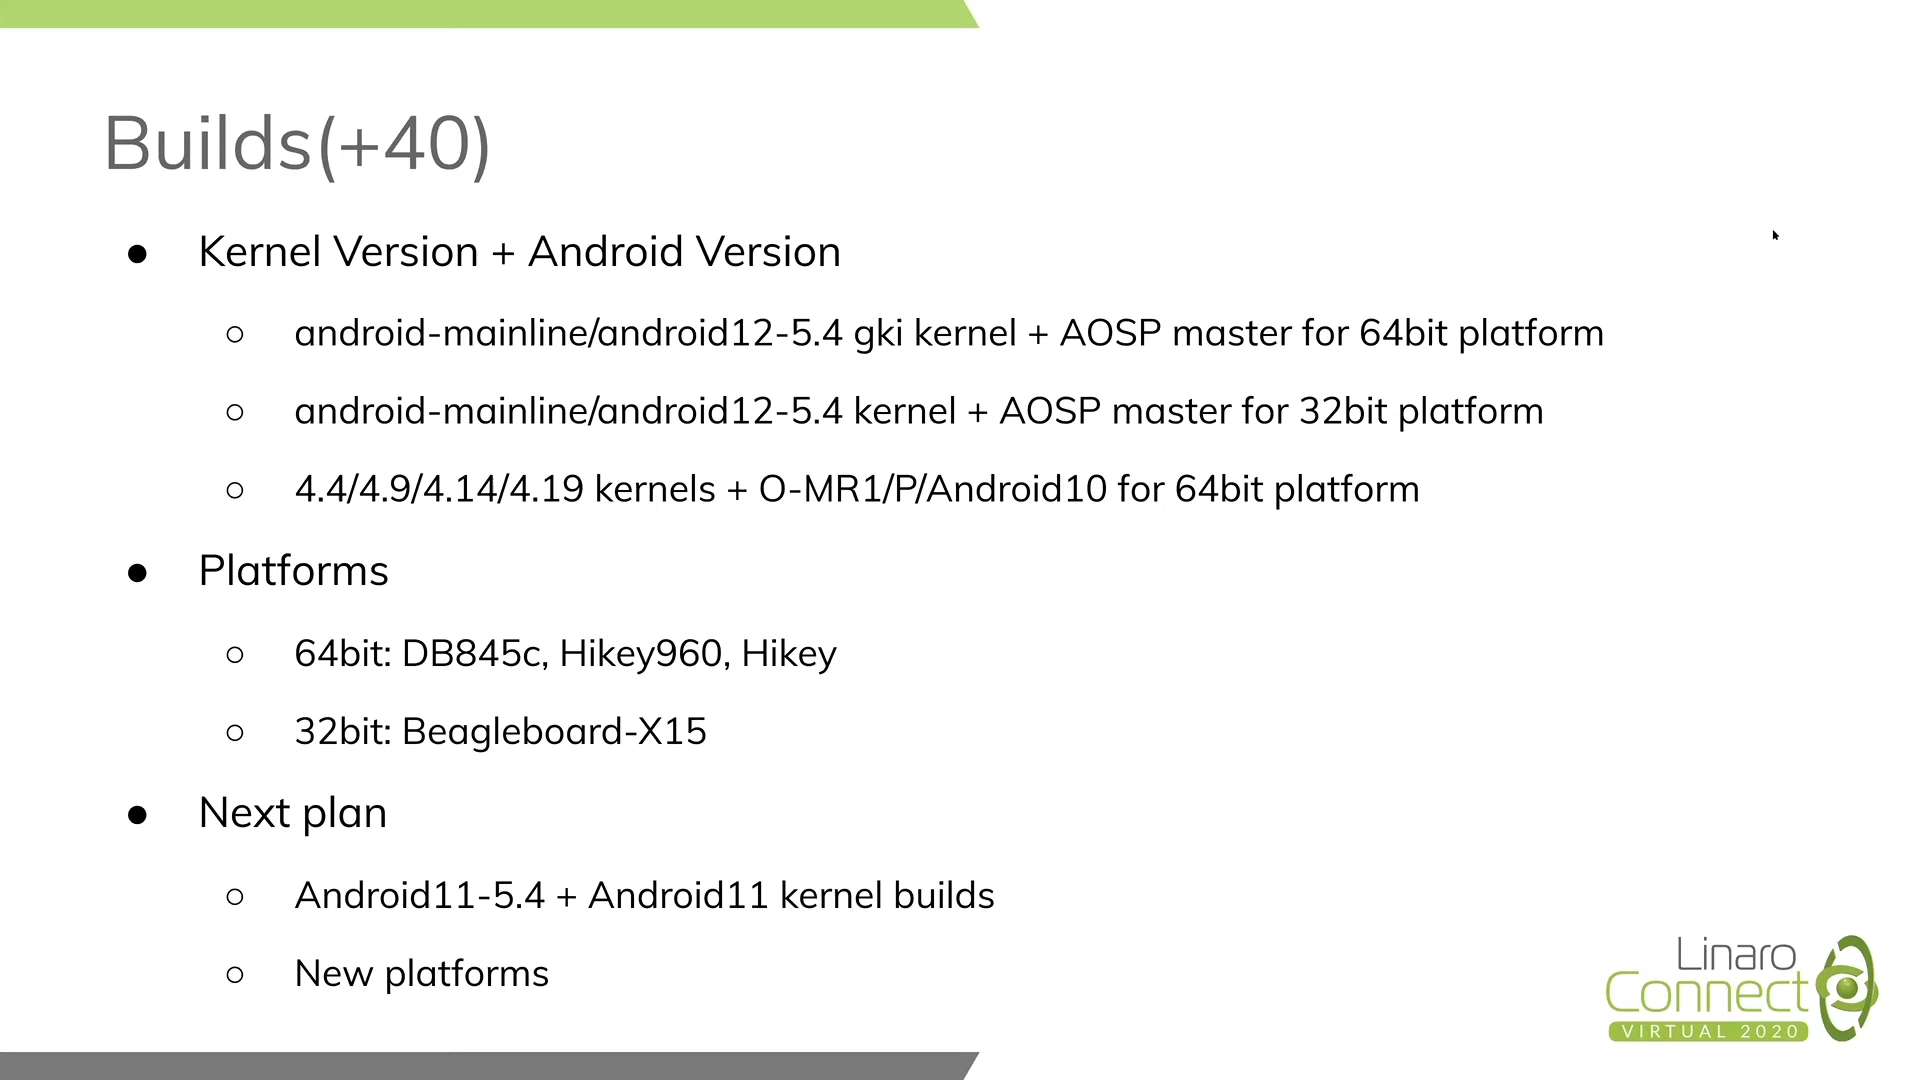 Builds(+40)
● Kernel Version + Android Version
○ android-mainline/android12-5.4 gki kernel + AOSP master for 64bit platform
○ android-mainline/android12-5.4 kernel + AOSP master for 32bit platform
○ 4.4/4.9/4.14/4.19 kernels + O-MR1/P/Android10 for 64bit platform
● Platforms
○ 64bit: DB845c, Hikey960, Hikey
○ 32bit: Beagleboard-X15
● Next plan
○ Android11-5.4 + Android11 kernel builds
○ New platforms
Linaro
Connect
VIRTUAL 2020